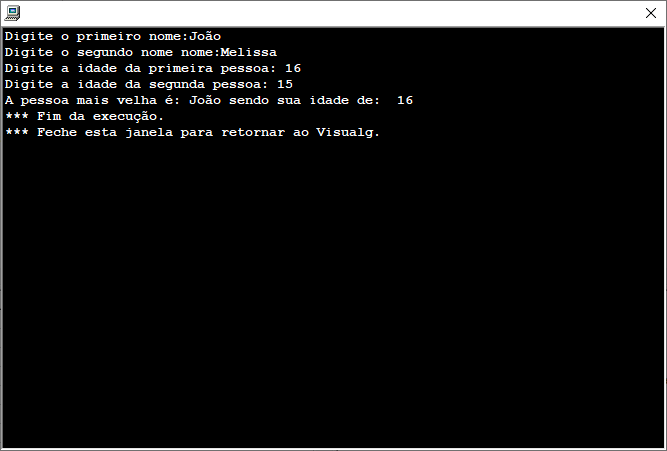 Digite o primeiro nome:João
Digite o segundo nome nome:Melissa
Digite a idade da primeira pessoa: 16
Digite a idade da segunda pessoa: 15
A pessoa mais velha é: João sendo sua idade de:  16
*** Fim da execução.
*** Feche esta janela para retornar ao Visualg.